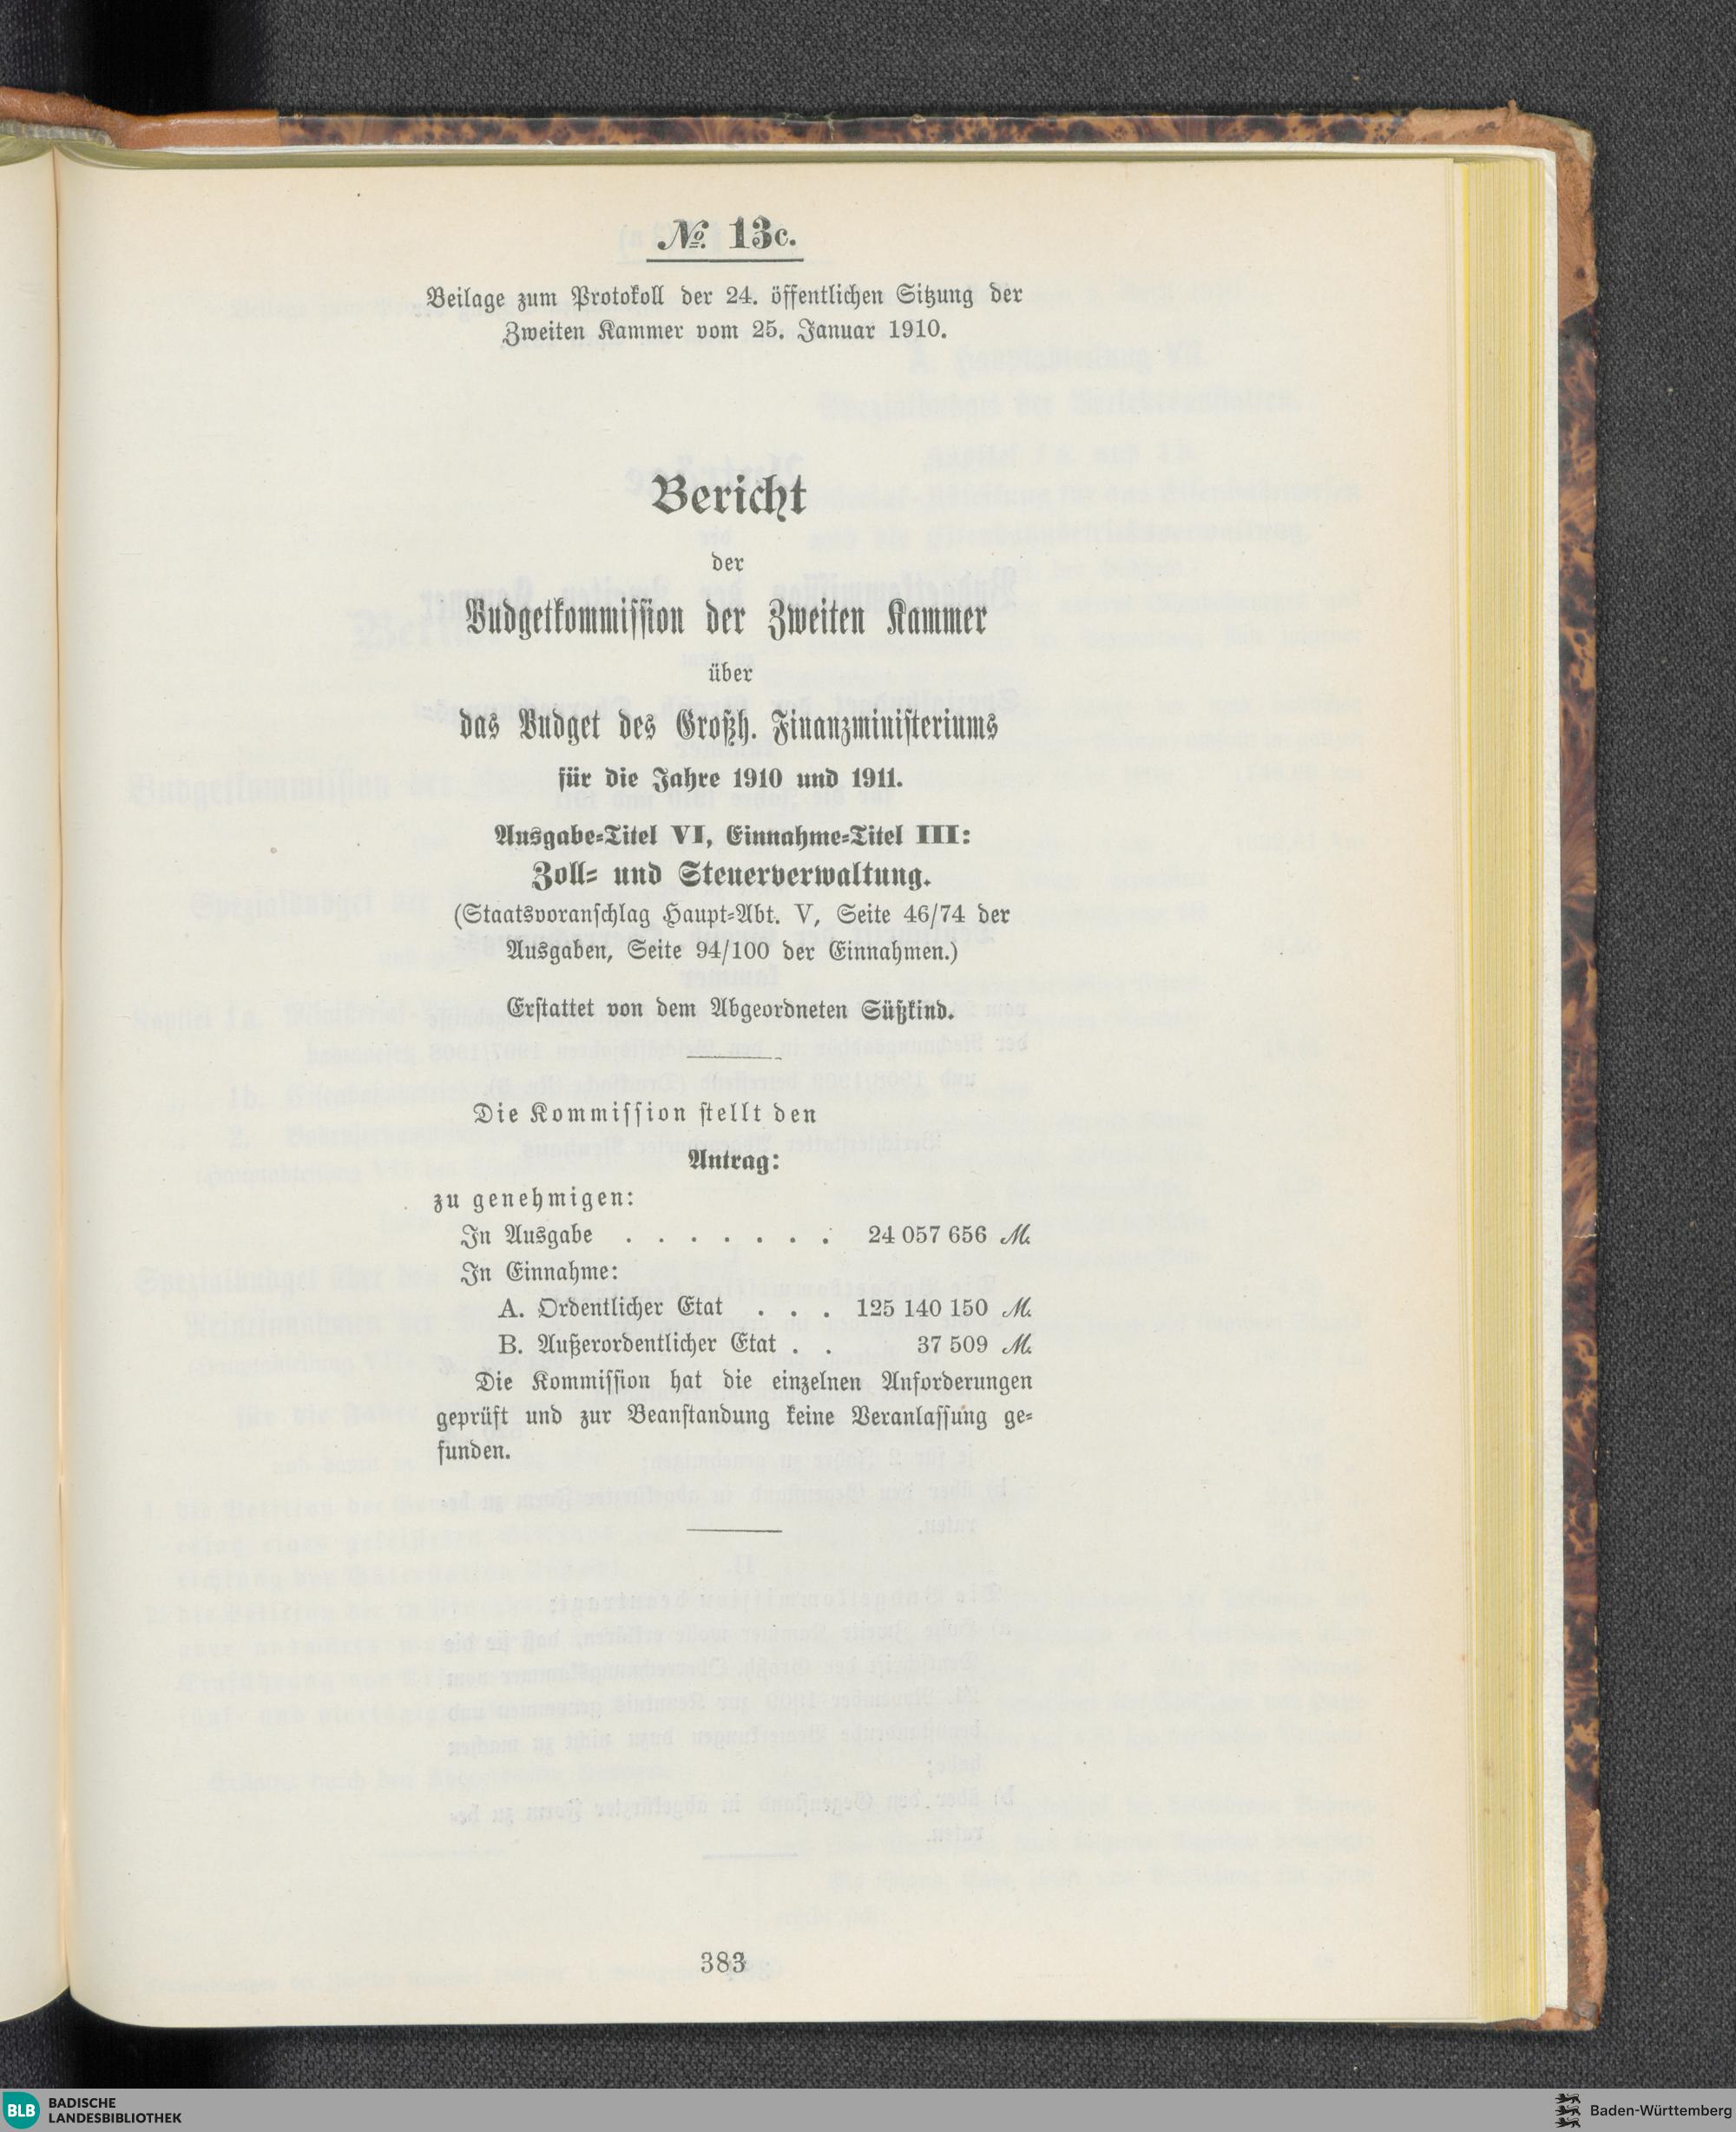 № 13c.
Beilage zum Protokoll der 24. öffentlichen Sitzung der
Zweiten Kammer vom 25. Januar 1910.
Bericht
der
Budgetkommission der Zweiten Kammer
über
das Budget des Großh. Finanzministeriums
für die Jahre 1910 und 1911.
Ausgabe-Titel VI, Einnahme-Titel III:
Zoll- und Steuerverwaltung.
(Staatsvoranschlag Haupt-Abt. V, Seite 46/74 der
Ausgaben, Seite 94/100 der Einnahmen.)
Erstattet von dem Abgeordneten Süßkind.
Die Kommission stellt den
Antrag:
zu genehmigen:
In Ausgabe . . . . . . . 24 057 656 M.
In Einnahme:
A. Ordentlicher Etat . . . 125 140 150 M.
B. Außerordentlicher Etat . . 37 509 M.
Die Kommission hat die einzelnen Anforderungen
geprüft und zur Beanstandung keine Veranlassung ge-
funden.
383
BLB BADISCHE
LANDESBIBLIOTHEK
Baden-Württemberg